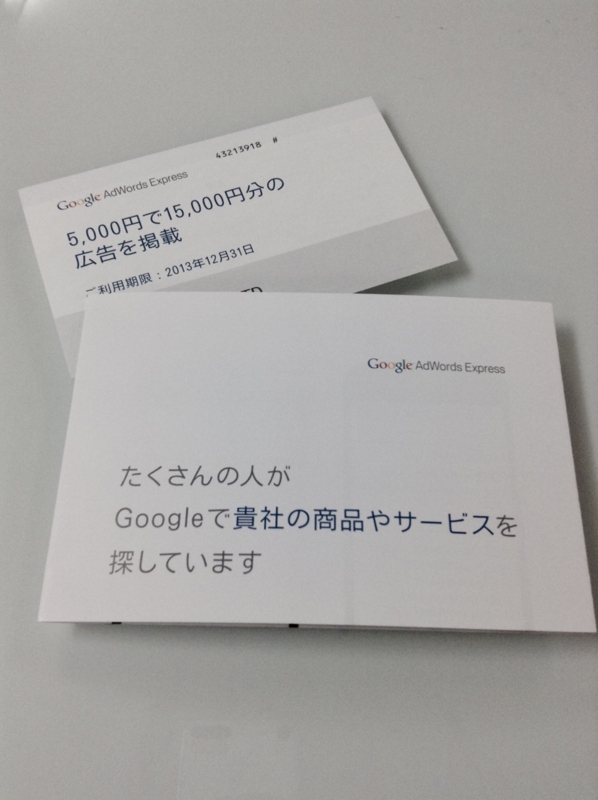 43213918 #
Google AdWords Express
5,000円で15,000円分の
広告を掲載
ご利用期限：2013年12月31日
Google AdWords Express
たくさんの人が
Googleで貴社の商品やサービスを
探しています